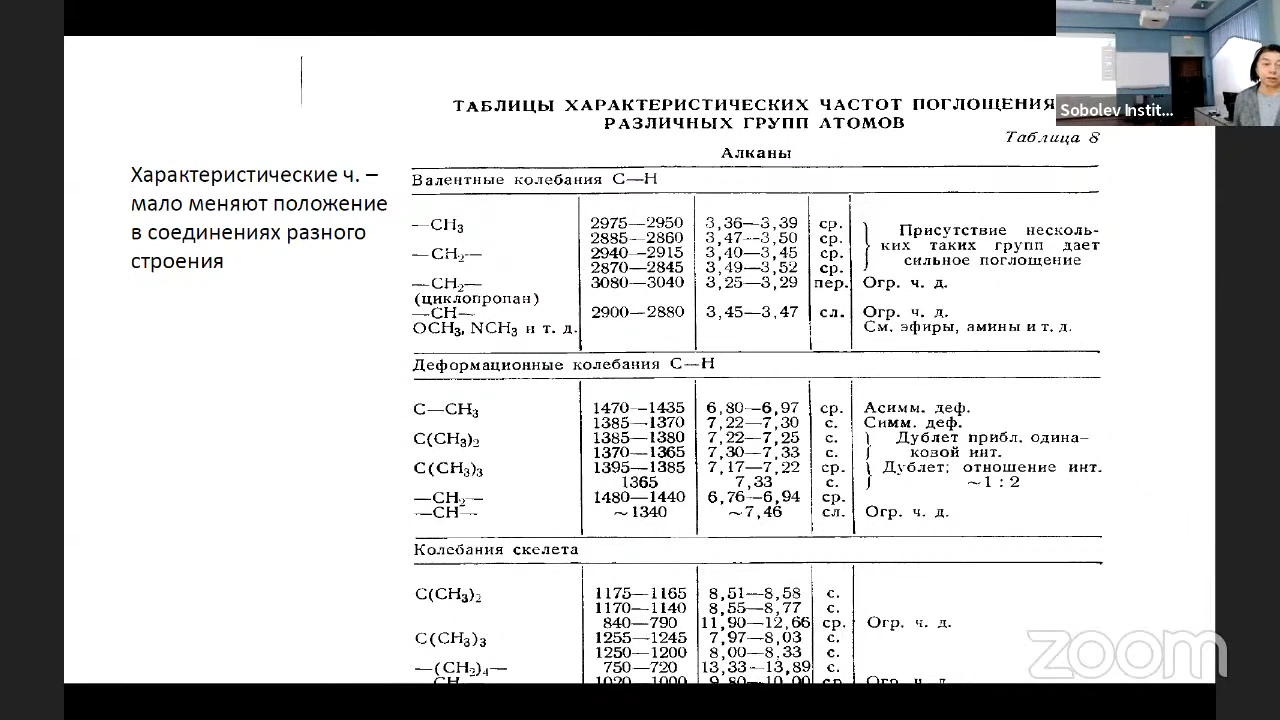 Sobolev Instit...
ТАБЛИЦЫ ХАРАКТЕРИСТИЧЕСКИХ ЧАСТОТ ПОГЛОЩЕНИЯ
РАЗЛИЧНЫХ ГРУПП АТОМОВ
Таблица 8
Алканы
Характеристические ч. –
мало меняют положение
в соединениях разного
строения
Валентные колебания С—Н
—CH₃ 2975—2950 3,36—3,39 ср. Присутствие несколь-
2885—2860 3,47—3,50 ср. ких таких групп дает
—CH₂— 2940—2915 3,40—3,45 ср. сильное поглощение
2870—2845 3,49—3,52 ср.
—CH₂— 3080—3040 3,25—3,29 пер. Огр. ч. д.
(циклопропан)
—CH— 2900—2880 3,45—3,47 сл. Огр. ч. д.
OCH₃, NCH₃ и т. д. См. эфиры, амины и т. д.
Деформационные колебания С—Н
C—CH₃ 1470—1435 6,80—6,97 ср. Асимм. деф.
1385—1370 7,22—7,30 с. Симм. деф.
C(CH₃)₂ 1385—1380 7,22—7,25 с. Дублет прибл. одина-
1370—1365 7,30—7,33 с. ковой инт.
C(CH₃)₃ 1395—1385 7,17—7,22 ср. Дублет; отношение инт.
1365 7,33 с. ~1 : 2
—CH₂— 1480—1440 6,76—6,94 ср.
—CH— ~1340 ~7,46 сл. Огр. ч. д.
Колебания скелета
C(CH₃)₂ 1175—1165 8,51—8,58 с.
1170—1140 8,55—8,77 с.
840—790 11,90—12,66 ср. Огр. ч. д.
C(CH₃)₃ 1255—1245 7,97—8,03 с.
1250—1200 8,00—8,33 с.
—(CH₂)₄— 750—720 13,33—13,89 с.
zoom